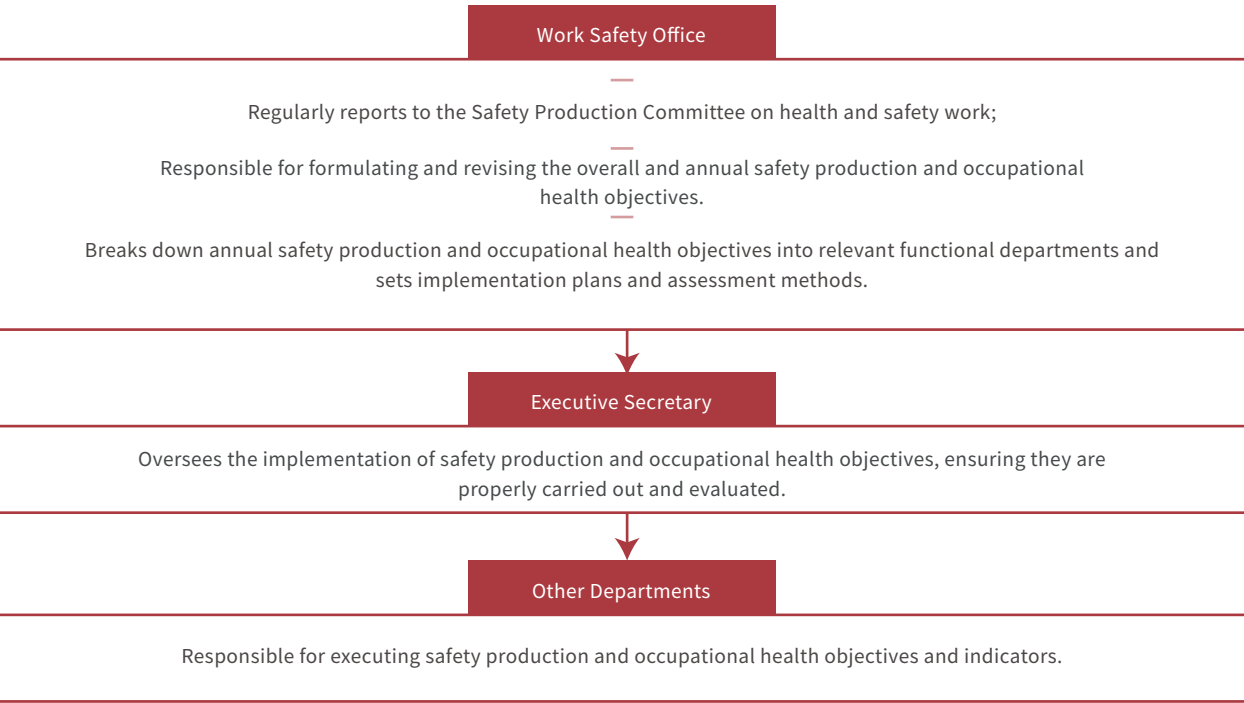 Work Safety Office
Regularly reports to the Safety Production Committee on health and safety work;
Responsible for formulating and revising the overall and annual safety production and occupational
health objectives.
Breaks down annual safety production and occupational health objectives into relevant functional departments and
sets implementation plans and assessment methods.
Executive Secretary
Oversees the implementation of safety production and occupational health objectives, ensuring they are
properly carried out and evaluated.
Other Departments
Responsible for executing safety production and occupational health objectives and indicators.